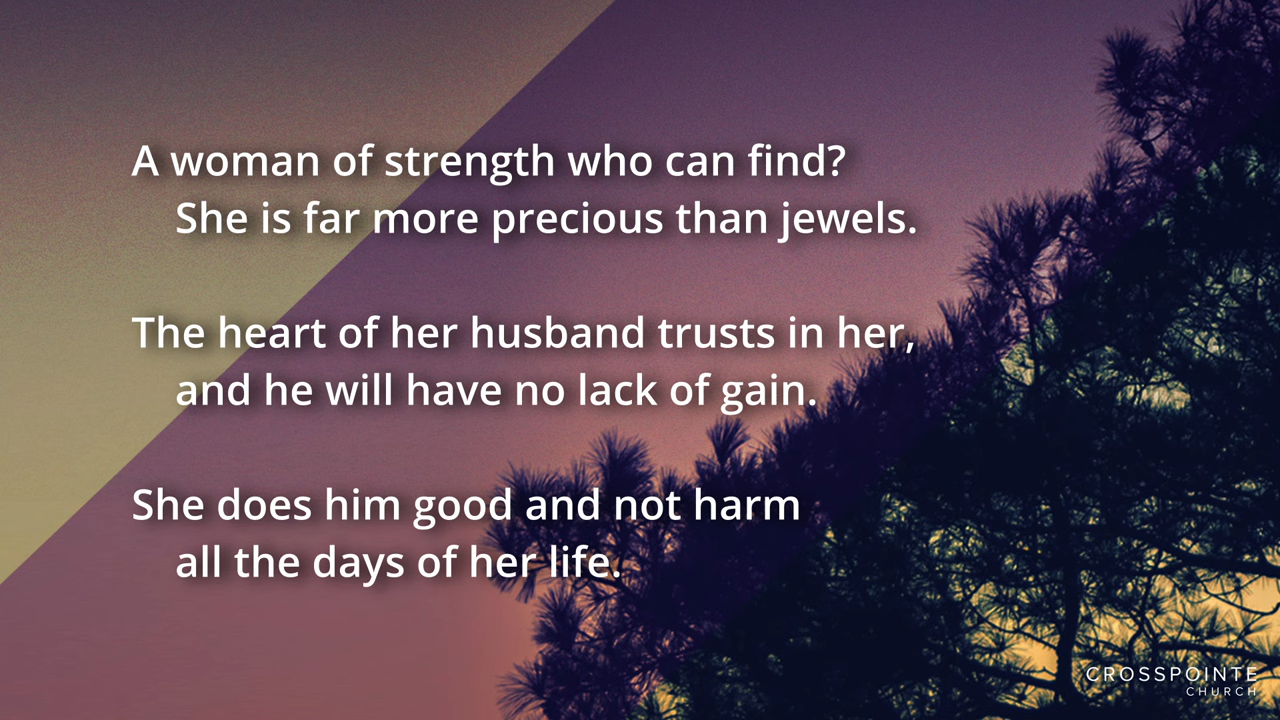 A woman of strength who can find?
She is far more precious than jewels.
The heart of her husband trusts in her,
and he will have no lack of gain.
She does him good and not harm
all the days of her life.
CROSSPOINTE
CHURCH